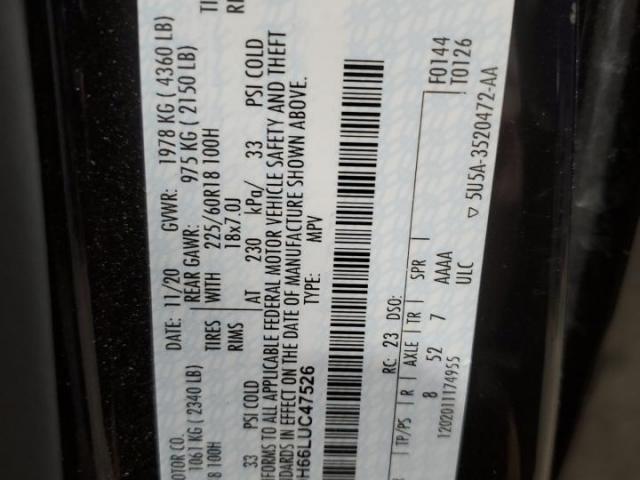 OTOR CO. DATE: 11/20 GVWR: 1978 KG ( 4360 LB)
1061 KG ( 2340 LB) REAR GAWR: 975 KG ( 2150 LB)
8 100H TIRES WITH 225/60R18 100H
RIMS 18x7.0J
33 PSI COLD AT 230 kPa/ 33 PSI COLD
FORMS TO ALL APPLICABLE FEDERAL MOTOR VEHICLE SAFETY AND THEFT
DARDS IN EFFECT ON THE DATE OF MANUFACTURE SHOWN ABOVE.
H66LUC47526 TYPE: MPV
RC: 23 DSO: F0144
T0126
TP/PS R AXLE TR SPR
8 52 7 AAAA
1202011174955 ULC ▽ 5U5A-3520472-AA